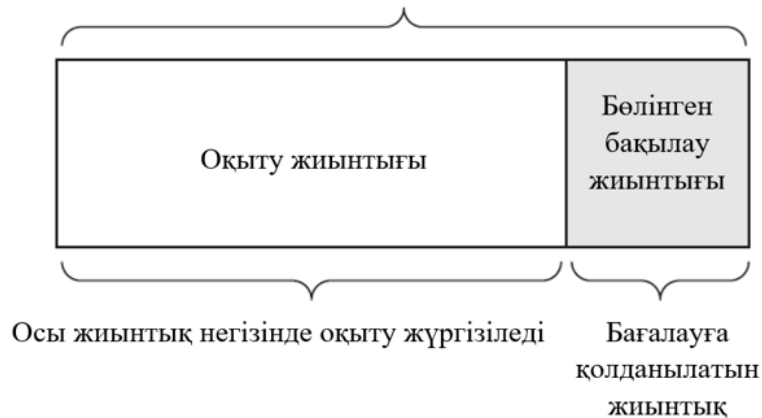 Оқыту жиынтығы
Бөлінген
бақылау
жиынтығы
Осы жиынтық негізінде оқыту жүргізіледі
Бағалауға
қолданылатын
жиынтық